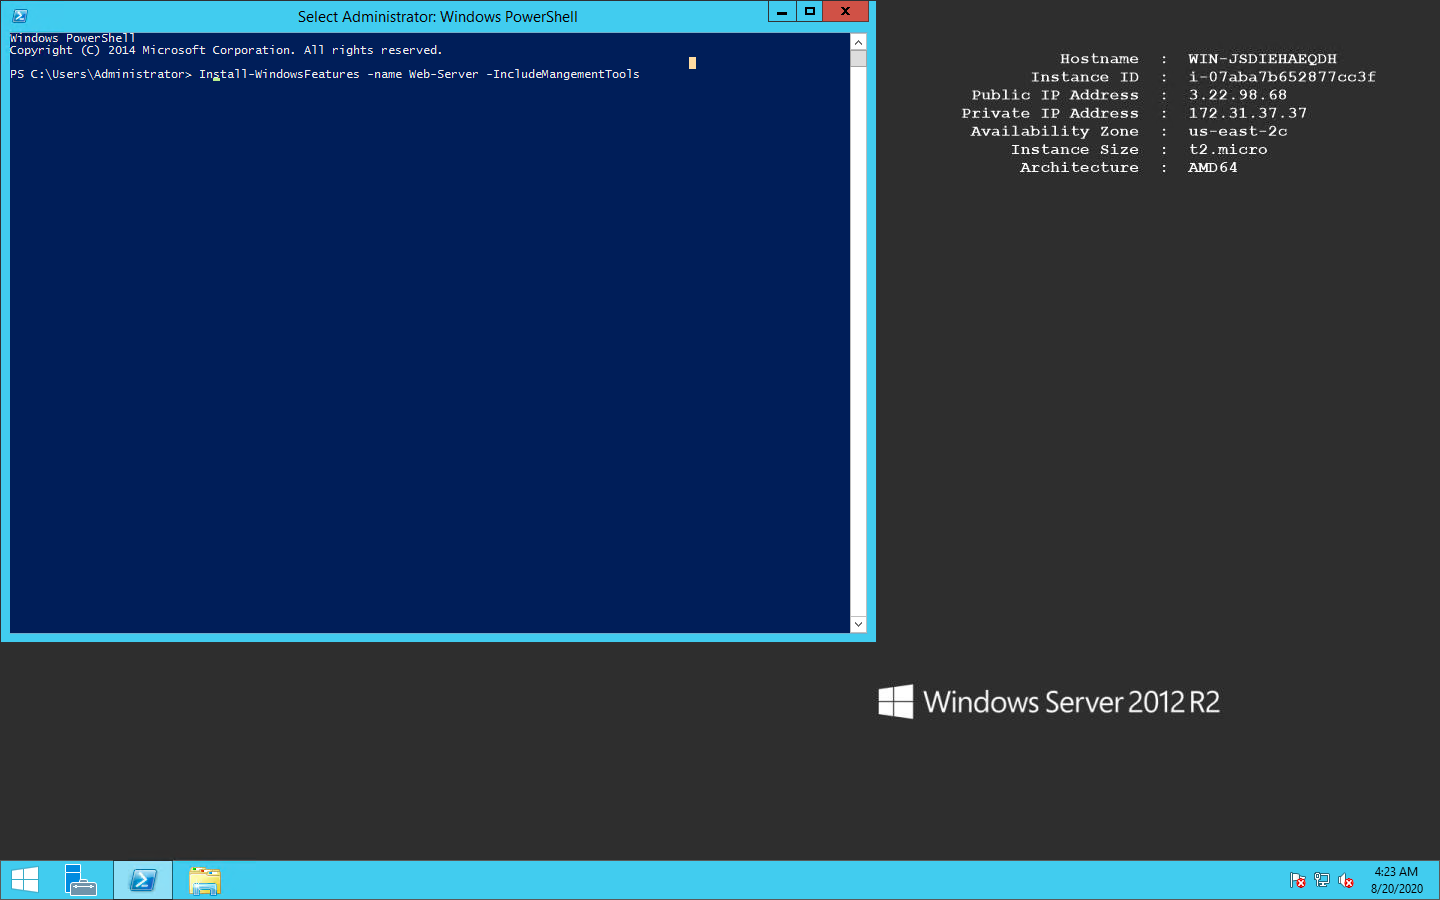 Select Administrator: Windows PowerShell
Windows PowerShell
Copyright (C) 2014 Microsoft Corporation. All rights reserved.
PS C:\Users\Administrator> Install-WindowsFeatures -name Web-Server -IncludeMangementTools
Hostname : WIN-JSDIEHAEQDH
Instance ID : i-07aba7b652877cc3f
Public IP Address : 3.22.98.68
Private IP Address : 172.31.37.37
Availability Zone : us-east-2c
Instance Size : t2.micro
Architecture : AMD64
Windows Server 2012 R2
4:23 AM
8/20/2020